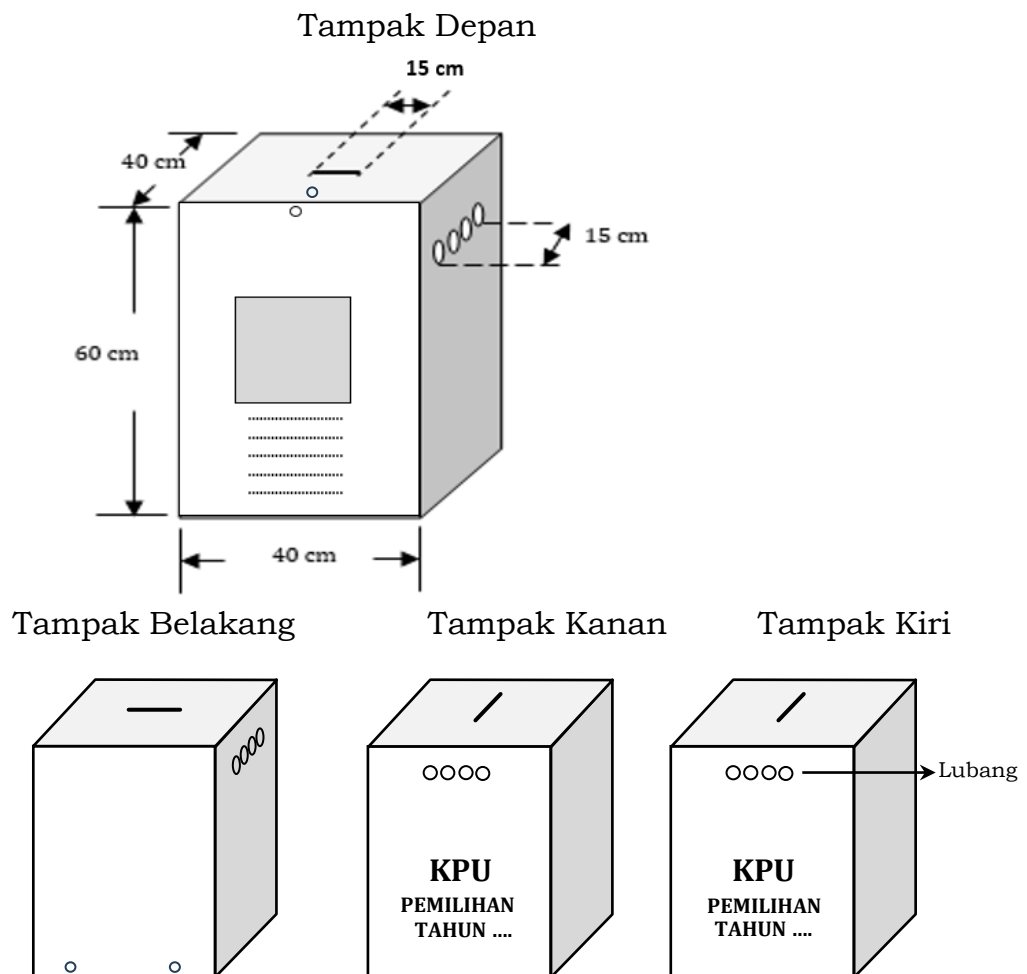 Tampak Depan
15 cm
40 cm
15 cm
60 cm
40 cm
Tampak Belakang
Tampak Kanan
Tampak Kiri
Lubang
KPU
PEMILIHAN
TAHUN ....
KPU
PEMILIHAN
TAHUN ....